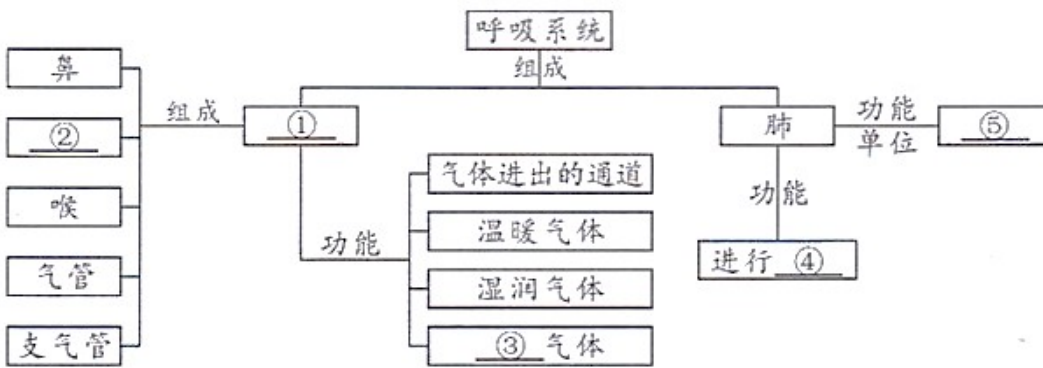 呼吸系统
组成
鼻
②
喉
气管
支气管
组成
①
功能
气体进出的通道
温暖气体
湿润气体
③气体
肺
功能
单位
⑤
功能
进行④